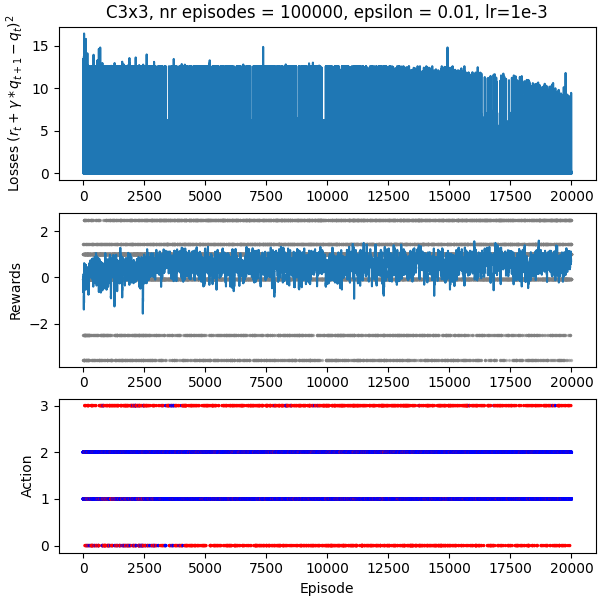 C3x3, nr episodes = 100000, epsilon = 0.01, lr=1e-3
Losses $(r_t + \gamma * q_{t+1} - q_t)^2$
15
10
5
0
0 2500 5000 7500 10000 12500 15000 17500 20000
Rewards
2
0
−2
0 2500 5000 7500 10000 12500 15000 17500 20000
Action
3
2
1
0
0 2500 5000 7500 10000 12500 15000 17500 20000
Episode